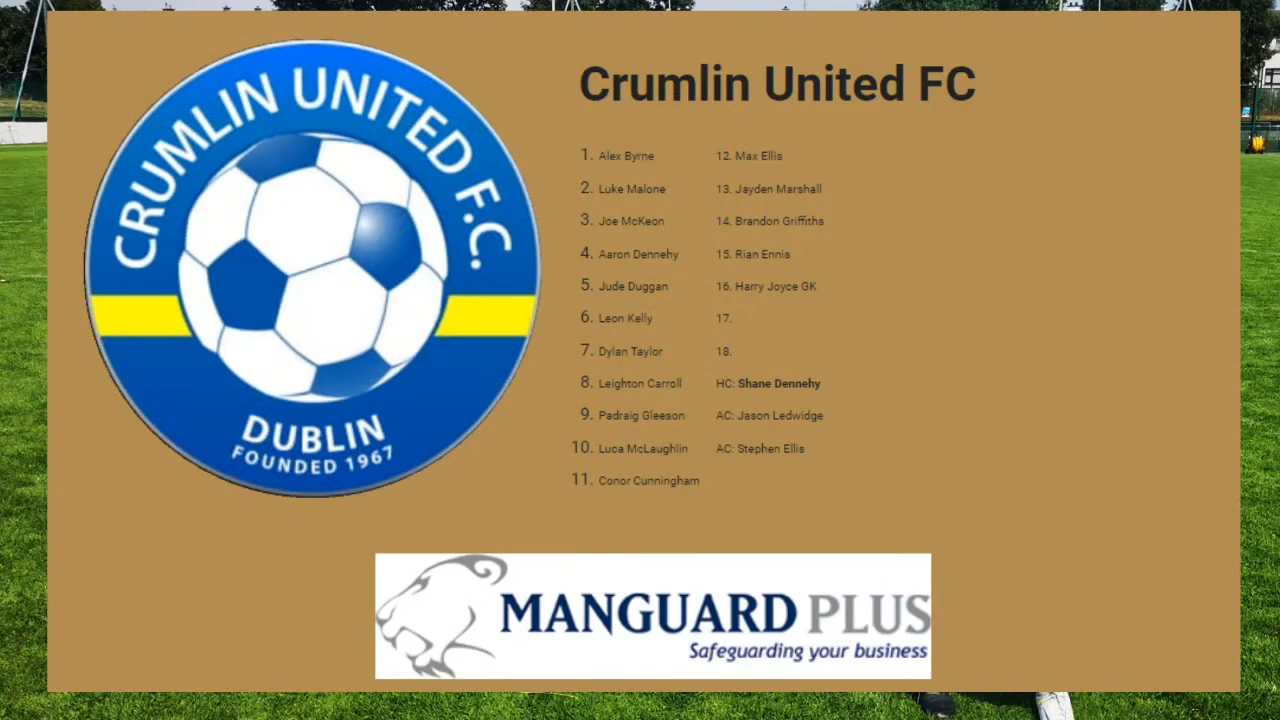 CRUMLIN UNITED F.C.
DUBLIN
FOUNDED 1967
Crumlin United FC
1. Alex Byrne
2. Luke Malone
3. Joe McKeon
4. Aaron Dennehy
5. Jude Duggan
6. Leon Kelly
7. Dylan Taylor
8. Leighton Carroll
9. Padraig Gleeson
10. Luca McLaughlin
11. Conor Cunningham
12. Max Ellis
13. Jayden Marshall
14. Brandon Griffiths
15. Rian Ennis
16. Harry Joyce GK
17.
18.
HC: Shane Dennehy
AC: Jason Ledwidge
AC: Stephen Ellis
MANGUARD PLUS
Safeguarding your business